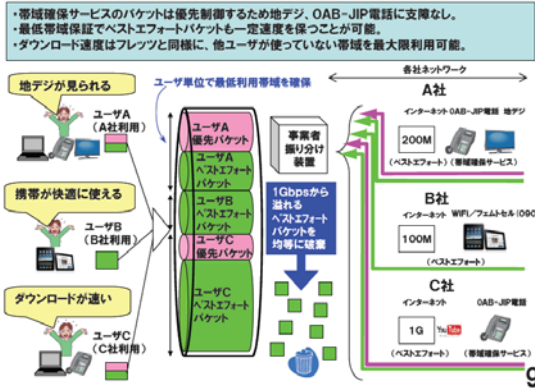 ・帯域確保サービスのパケットは優先制御するため地デジ、OAB-JIP電話に支障なし。
・最低帯域保証でベストエフォートパケットも一定速度を保つことが可能。
・ダウンロード速度はフレッツと同様に、他ユーザが使っていない帯域を最大限利用可能。
地デジが見られる
ユーザA
(A社利用)
携帯が快適に使える
ユーザB
(B社利用)
ダウンロードが速い
ユーザC
(C社利用)
ユーザ単位で最低利用帯域を確保
ユーザA
優先パケット
ユーザA
ベストエフォート
パケット
ユーザB
ベストエフォート
パケット
ユーザC
優先パケット
ユーザC
ベストエフォート
パケット
事業者
振り分け
装置
1Gbpsから
溢れる
ベストエフォート
パケットを
均等に破棄
各社ネットワーク
A社
インターネット OAB-JIP電話 地デジ
200M
(ベストエフォート) (帯域確保サービス)
B社
インターネット WIFI/フェムトセル(090
100M
(ベストエフォート)
C社
インターネット OAB-JIP電話
1G
YouTube
(ベストエフォート) (帯域確保サービス)
9